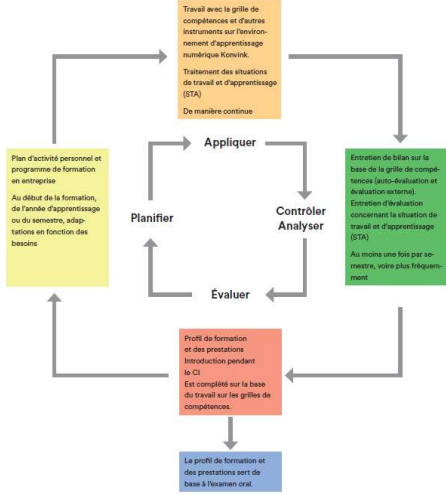 Travail avec la grille de
compétences et d'autres
instruments sur l'environ-
nement d'apprentissage
numérique Konvink.
Traitement des situations
de travail et d'apprentissage
(STA)
De manière continue
Appliquer
Plan d'activité personnel et
programme de formation
en entreprise
Au début de la formation,
de l'année d'apprentissage
ou du semestre, adap-
tations en fonction des
besoins
Planifier
Contrôler
Analyser
Entretien de bilan sur la
base de la grille de compé-
tences (auto-évaluation et
évaluation externe).
Entretien d'évaluation
concernant la situation de
travail et d'apprentissage
(STA)
Au moins une fois par se-
mestre, voire plus fréquem-
ment
Évaluer
Profil de formation
et des prestations
Introduction pendant
le CI
Est complété sur la base
du travail sur les grilles de
compétences.
Le profil de formation et
des prestations sert de
base à l'examen oral.